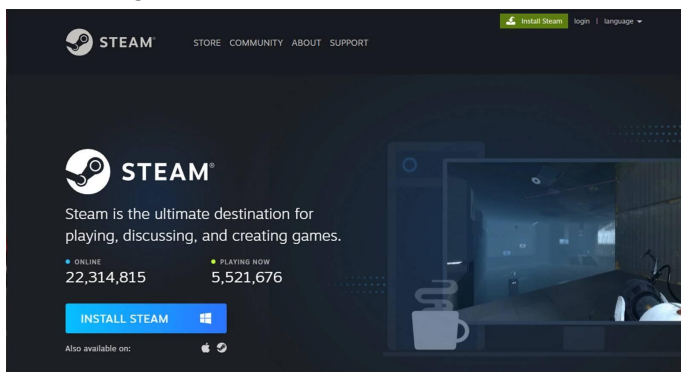 Install Steam login | language
STEAM® STORE COMMUNITY ABOUT SUPPORT
STEAM®
Steam is the ultimate destination for
playing, discussing, and creating games.
ONLINE PLAYING NOW
22,314,815 5,521,676
INSTALL STEAM
Also available on: